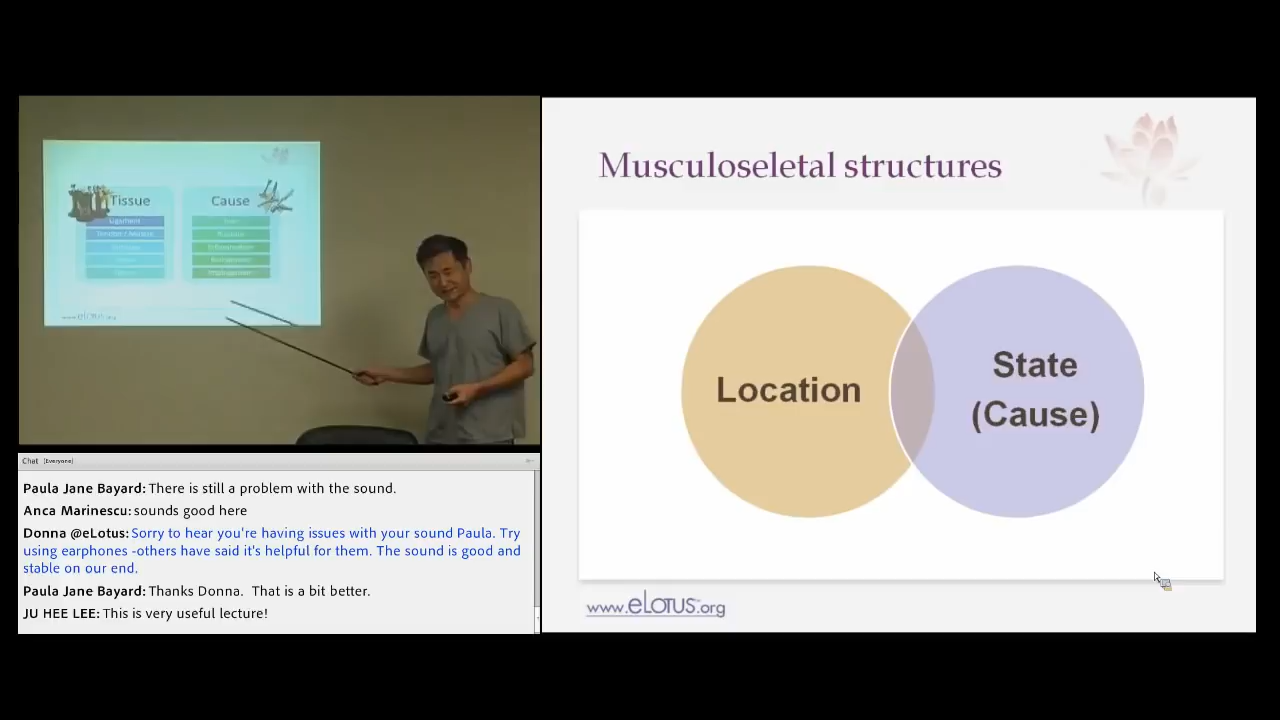 Tissue
Cause
Ligament
www.eLotus.org
Chat (Everyone)
Paula Jane Bayard: There is still a problem with the sound.
Anca Marinescu: sounds good here
Donna @eLotus: Sorry to hear you're having issues with your sound Paula. Try
using earphones -others have said it's helpful for them. The sound is good and
stable on our end.
Paula Jane Bayard: Thanks Donna.  That is a bit better.
JU HEE LEE: This is very useful lecture!
Musculoseletal structures
Location
State
(Cause)
www.eLotus.org